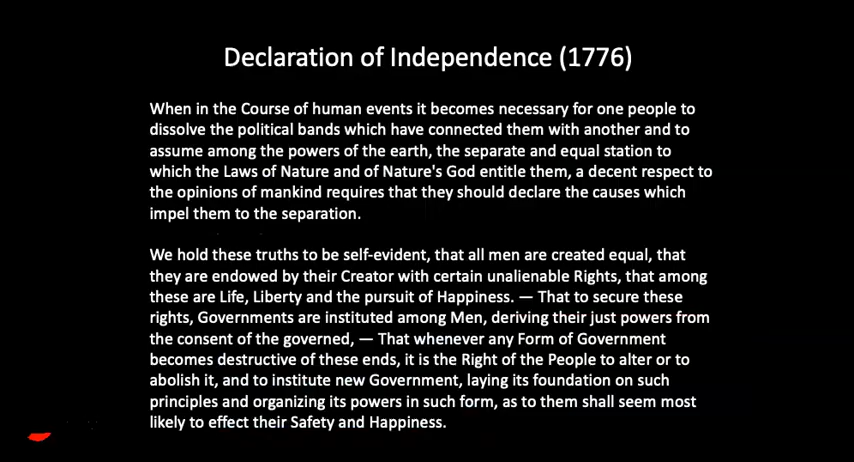 Declaration of Independence (1776)
When in the Course of human events it becomes necessary for one people to
dissolve the political bands which have connected them with another and to
assume among the powers of the earth, the separate and equal station to
which the Laws of Nature and of Nature's God entitle them, a decent respect to
the opinions of mankind requires that they should declare the causes which
impel them to the separation.
We hold these truths to be self-evident, that all men are created equal, that
they are endowed by their Creator with certain unalienable Rights, that among
these are Life, Liberty and the pursuit of Happiness. — That to secure these
rights, Governments are instituted among Men, deriving their just powers from
the consent of the governed, — That whenever any Form of Government
becomes destructive of these ends, it is the Right of the People to alter or to
abolish it, and to institute new Government, laying its foundation on such
principles and organizing its powers in such form, as to them shall seem most
likely to effect their Safety and Happiness.